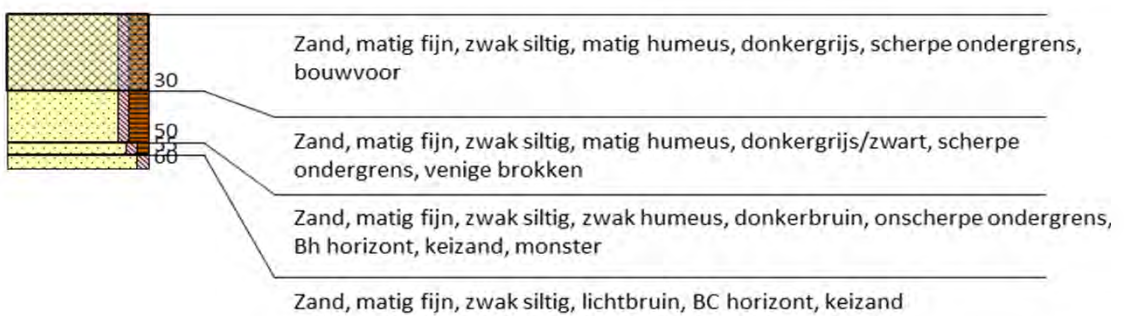 Zand, matig fijn, zwak siltig, matig humeus, donkergrijs, scherpe ondergrens,
bouwvoor
30
50
55
60
Zand, matig fijn, zwak siltig, matig humeus, donkergrijs/zwart, scherpe
ondergrens, venige brokken
Zand, matig fijn, zwak siltig, zwak humeus, donkerbruin, onscherpe ondergrens,
Bh horizont, keizand, monster
Zand, matig fijn, zwak siltig, lichtbruin, BC horizont, keizand